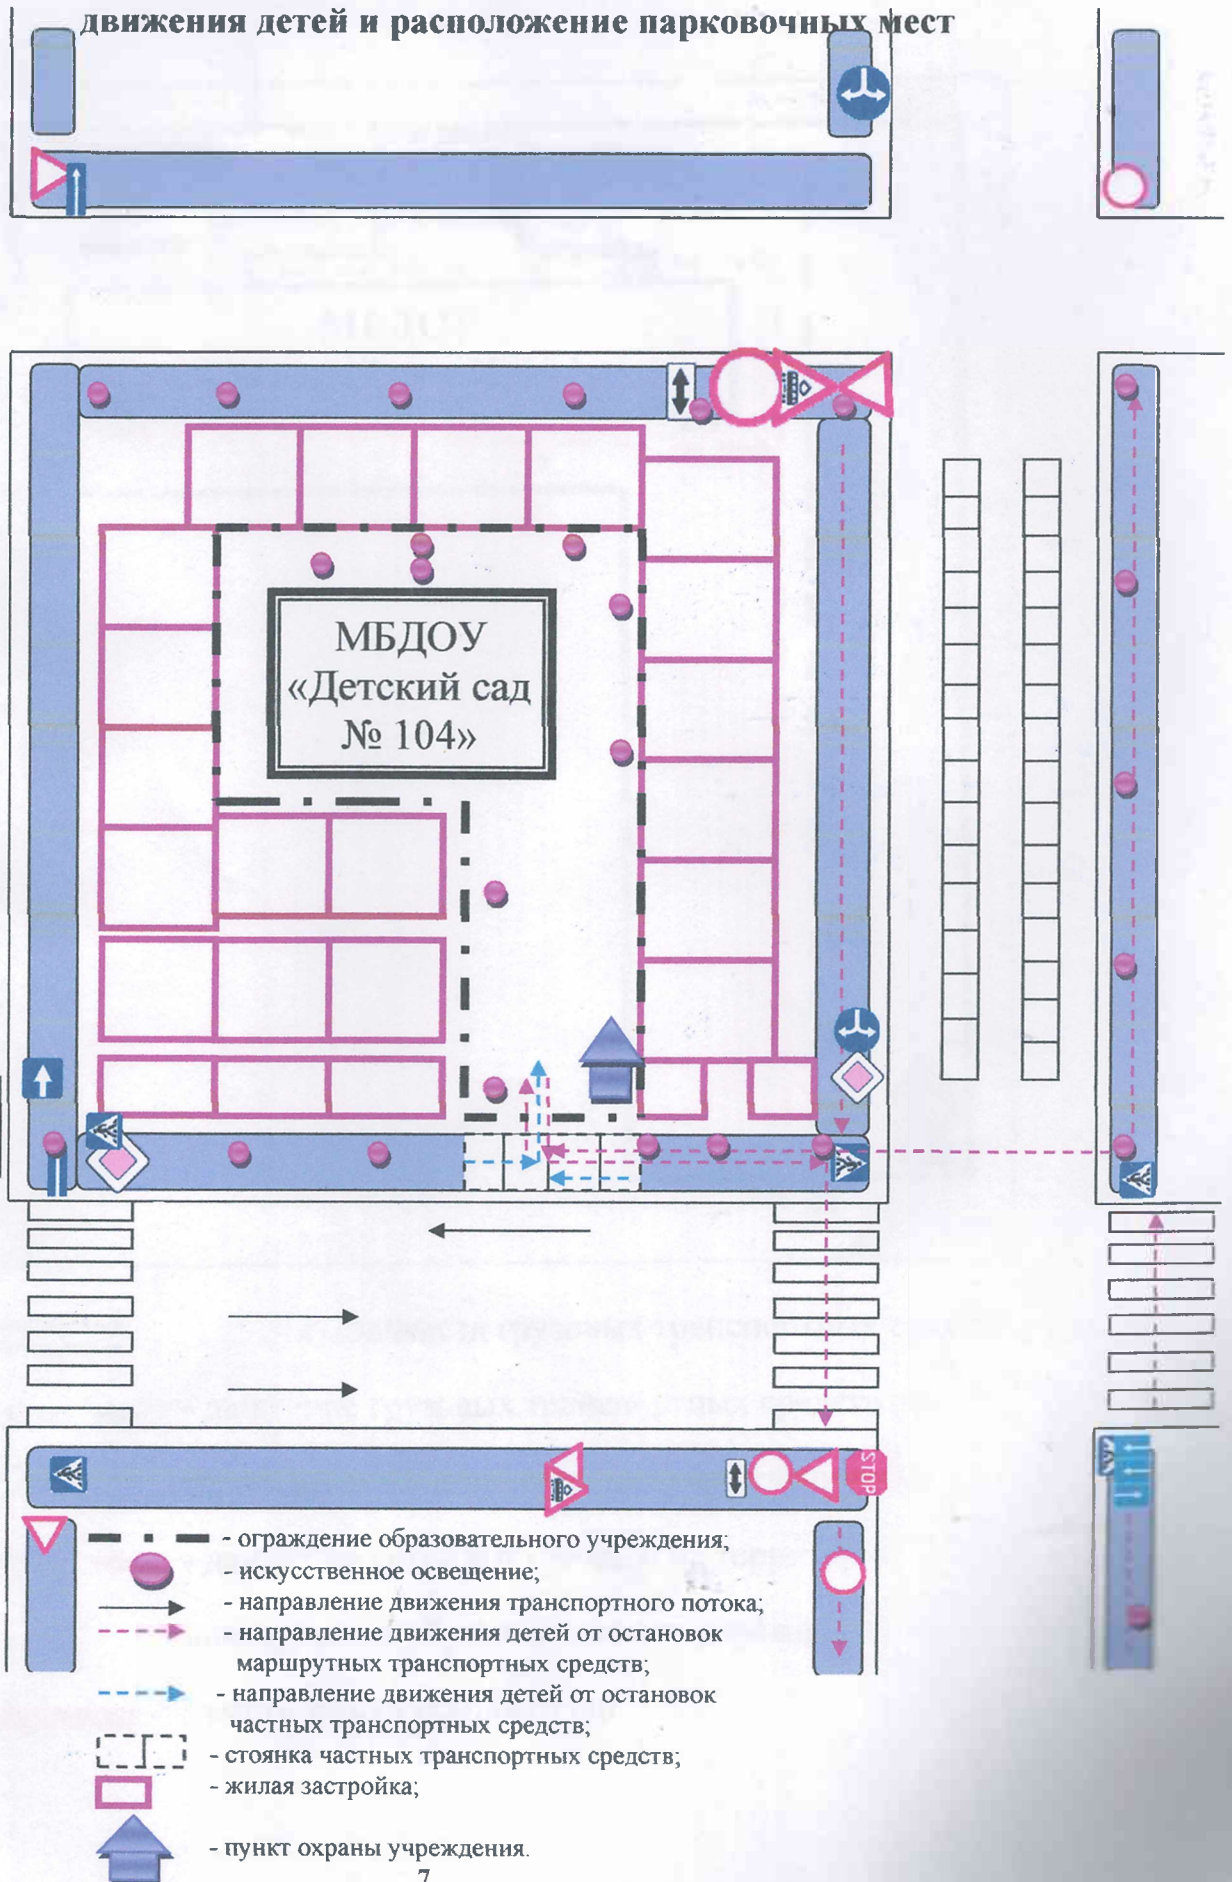 движения детей и расположение парковочных мест
МБДОУ
«Детский сад
№ 104»
STOP
- ограждение образовательного учреждения;
- искусственное освещение;
- направление движения транспортного потока;
- направление движения детей от остановок
маршрутных транспортных средств;
- направление движения детей от остановок
частных транспортных средств;
- стоянка частных транспортных средств;
- жилая застройка;
- пункт охраны учреждения.
7